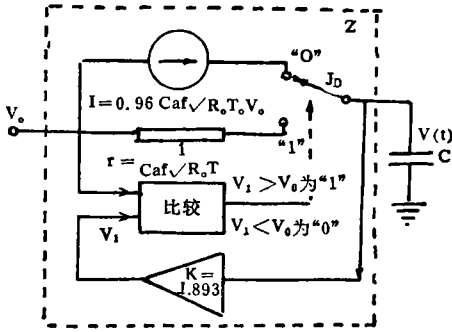 Z
"O"
J_D
I=0.96 Caf√R₀T₀V₀
V₀
r= 1 / Caf√R₀T
"1"
V(t)
C
V₁>V₀为"1"
比较
V₁
V₁<V₀为"0"
K=
1.893